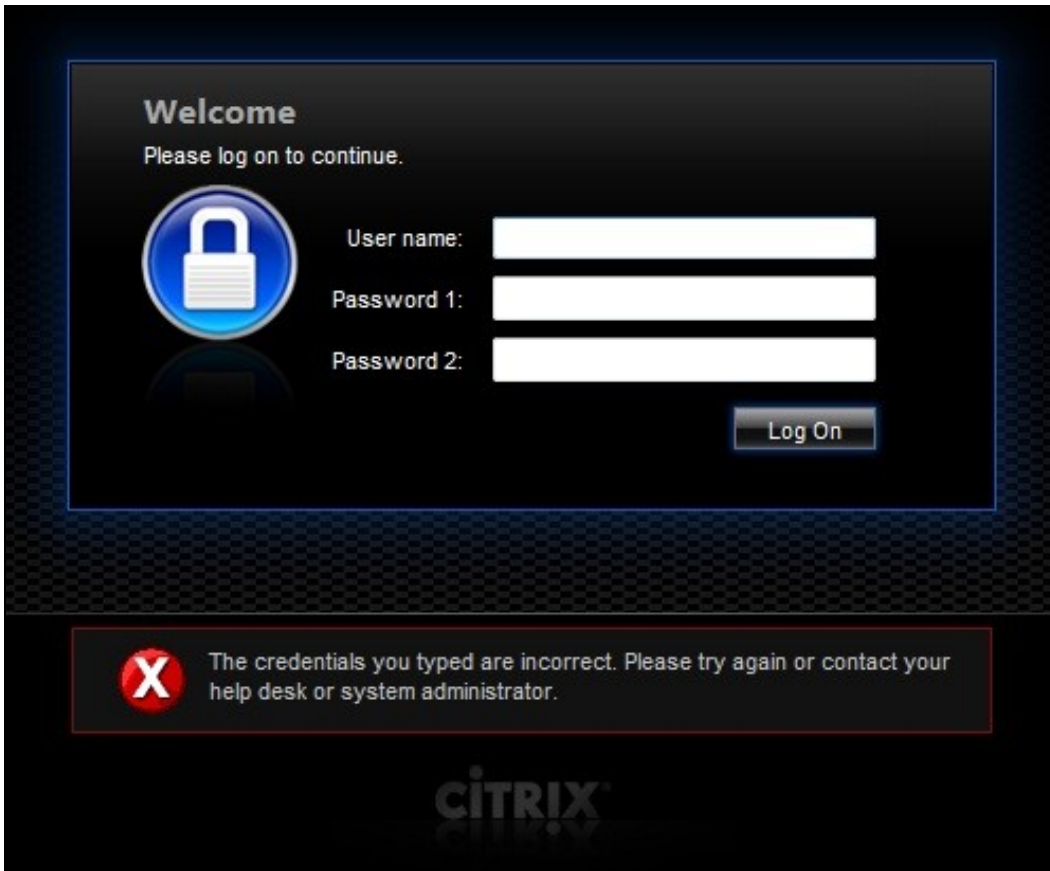 Welcome
Please log on to continue.
User name:
Password 1:
Password 2:
Log On
X
The credentials you typed are incorrect. Please try again or contact your
help desk or system administrator.
CITRIX